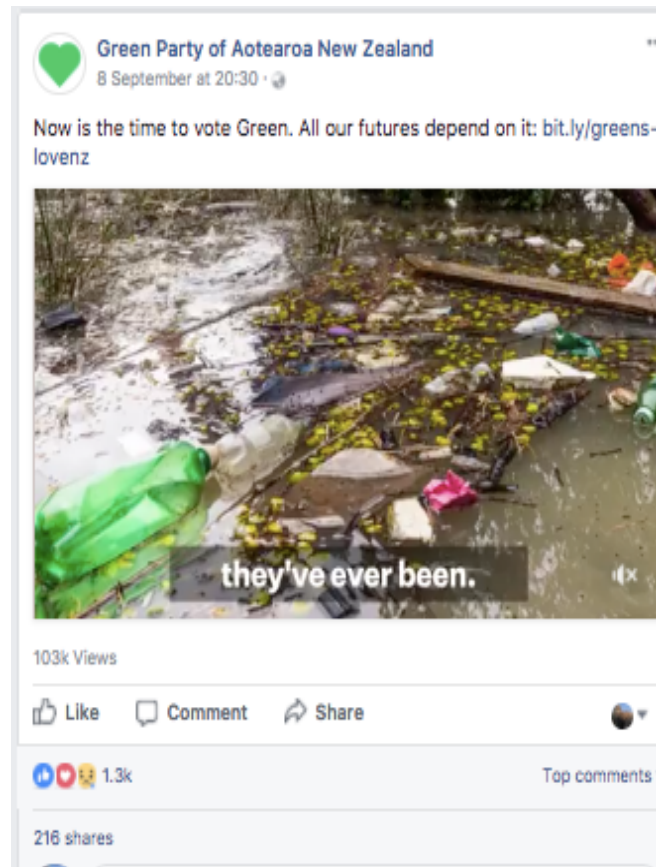 Green Party of Aotearoa New Zealand
8 September at 20:30 ·
Now is the time to vote Green. All our futures depend on it: bit.ly/greens-
lovenz
they've ever been.
103k Views
Like Comment Share
1.3k Top comments
216 shares